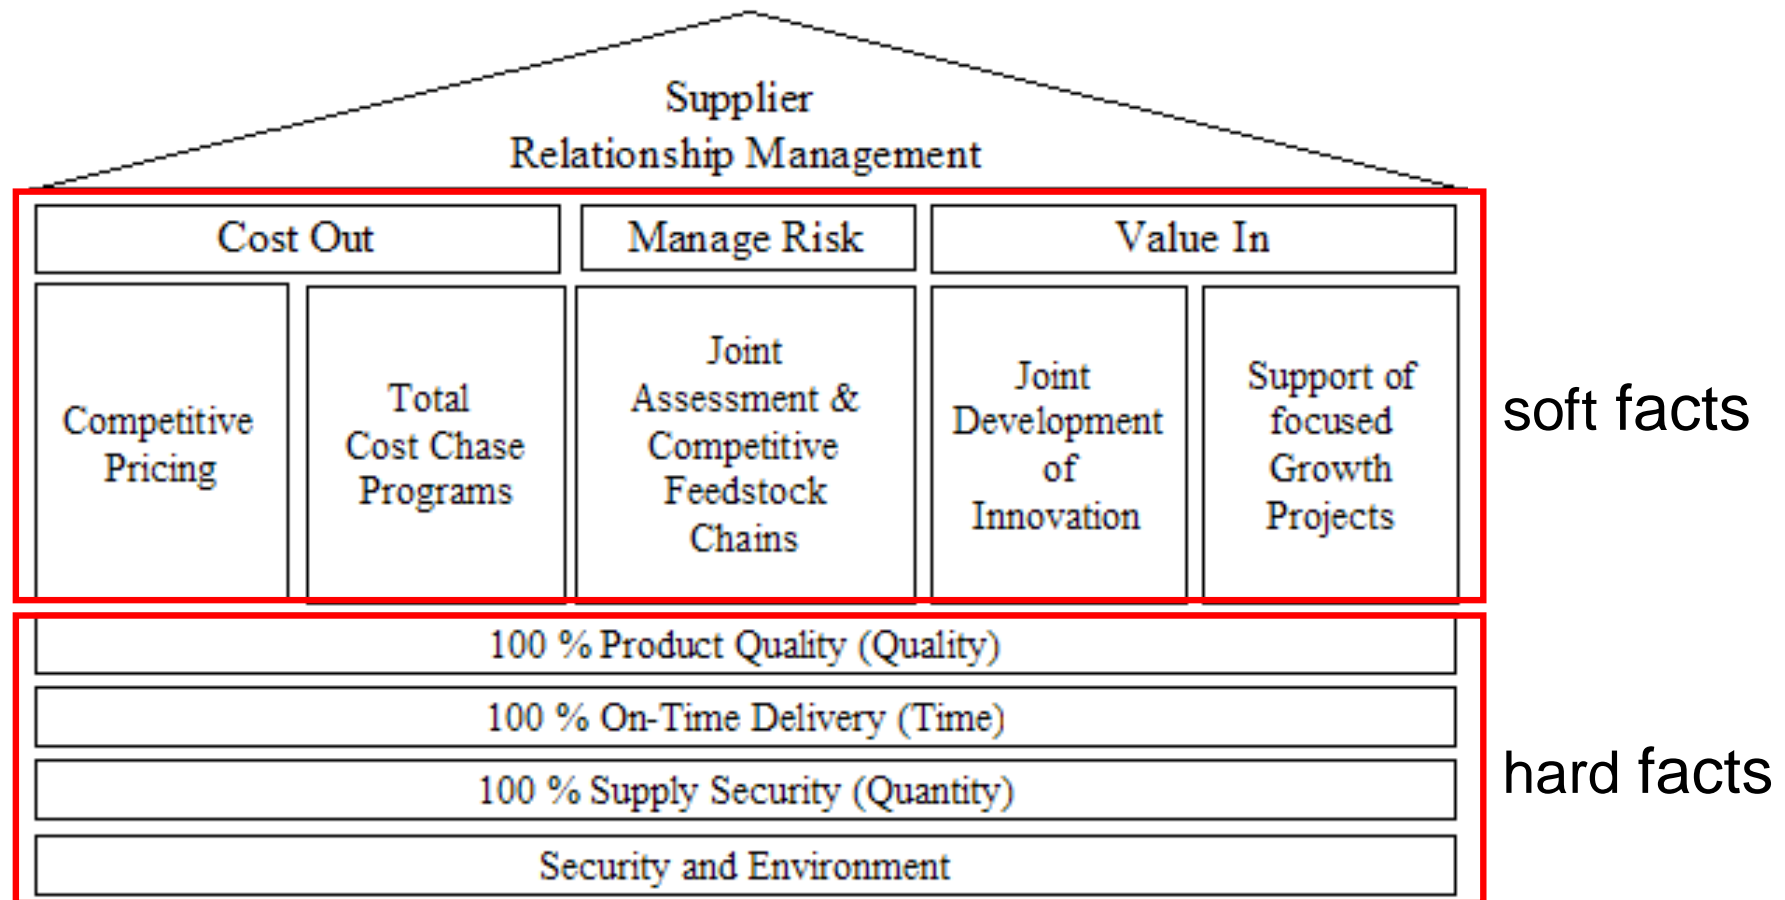 Supplier
Relationship Management
Cost Out
Manage Risk
Value In
Competitive
Pricing
Total
Cost Chase
Programs
Joint
Assessment &
Competitive
Feedstock
Chains
Joint
Development
of
Innovation
Support of
focused
Growth
Projects
soft facts
100 % Product Quality (Quality)
100 % On-Time Delivery (Time)
100 % Supply Security (Quantity)
Security and Environment
hard facts